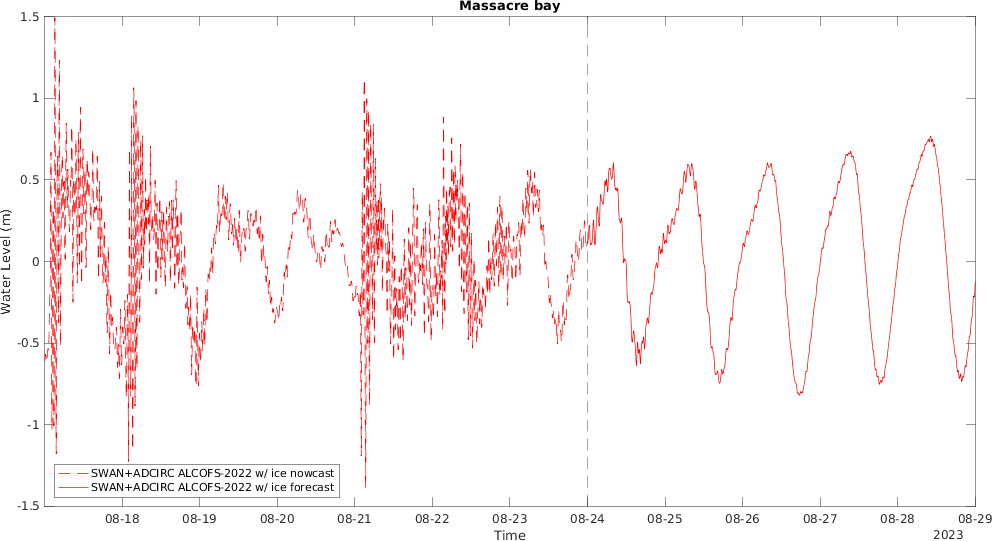 Massacre bay
1.5
1
0.5
0
-0.5
-1
-1.5
Water Level (m)
SWAN+ADCIRC ALCOFS-2022 w/ ice nowcast
SWAN+ADCIRC ALCOFS-2022 w/ ice forecast
08-18 08-19 08-20 08-21 08-22 08-23 08-24 08-25 08-26 08-27 08-28 08-29
Time
2023